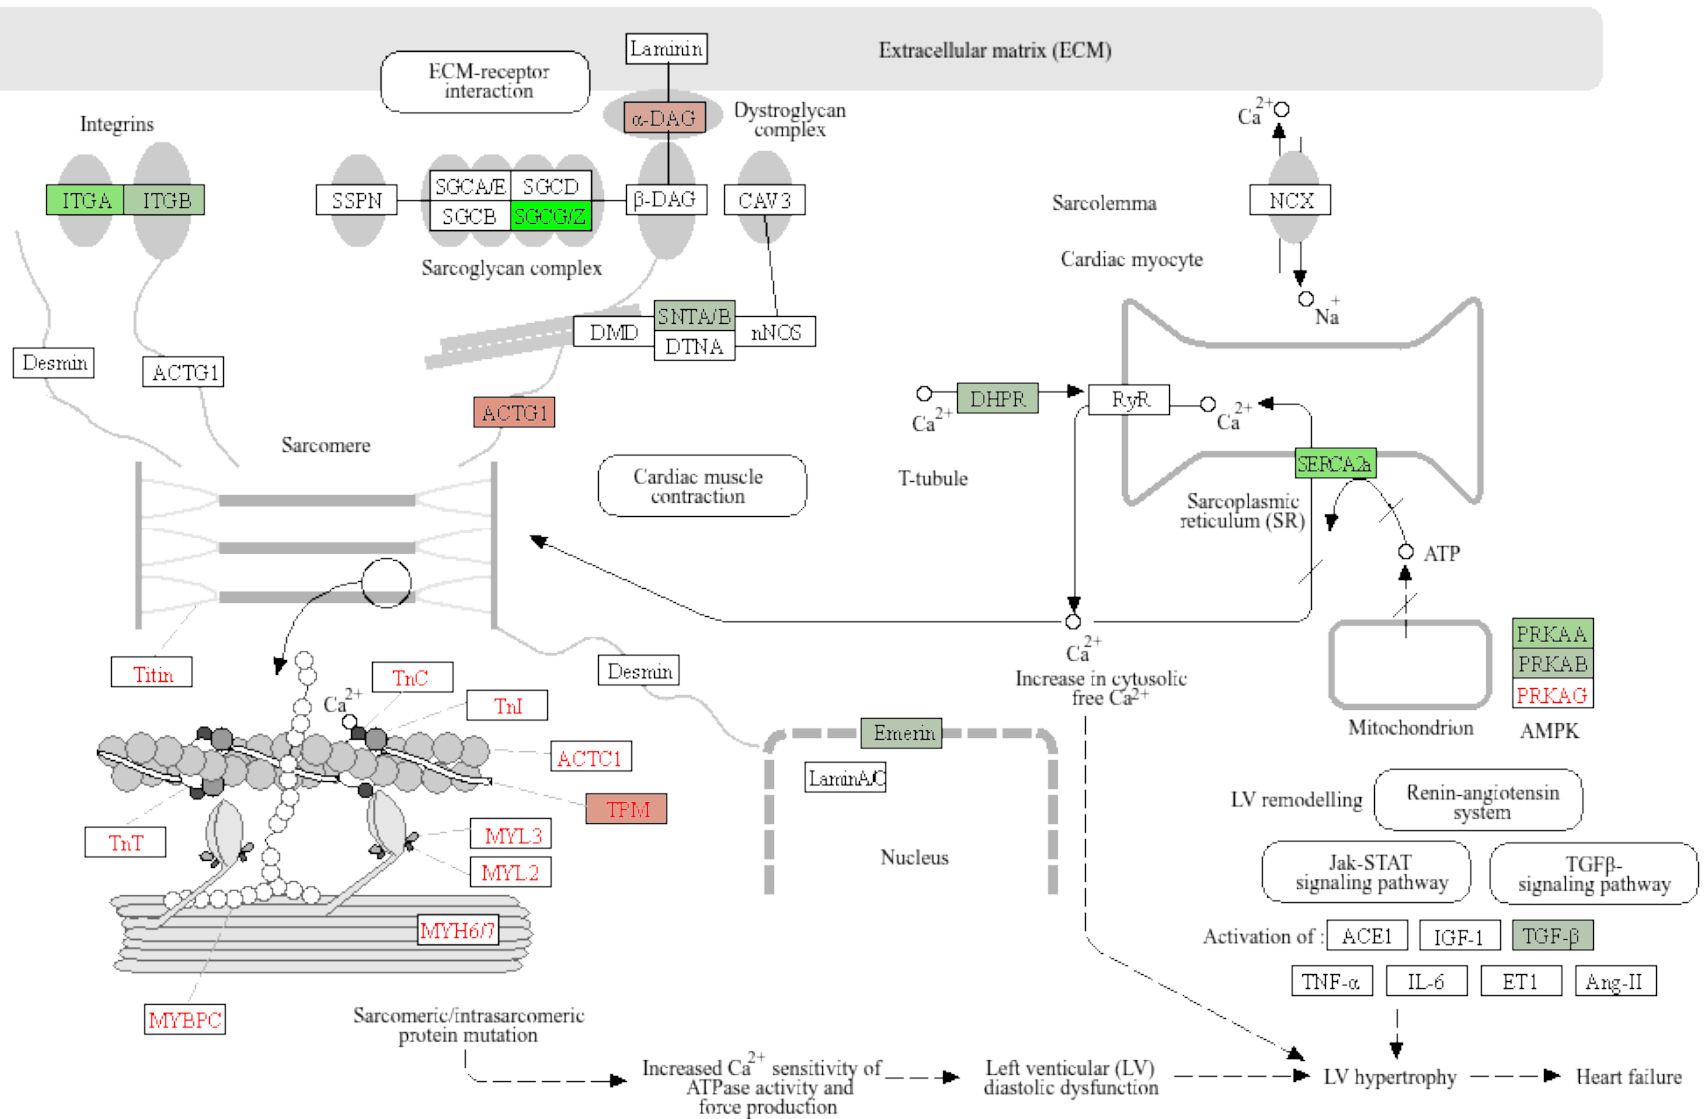 Laminin
Extracellular matrix (ECM)
ECM-receptor
interaction
α-DAG
Dystroglycan
complex
Integrins
Ca2+
ITGA
ITGB
SSPN
SGCA/E
SGCD
SGCB
SGCG/Z
β-DAG
CAV3
NCX
Sarcolemma
Cardiac myocyte
Sarcoglycan complex
Na+
SNTA/B
DMD
DTNA
nNOS
Desmin
ACTG1
ACTG1
Ca2+
DHPR
RyR
Ca2+
Sarcomere
Cardiac muscle
contraction
T-tubule
SERCA2a
Sarcoplasmic
reticulum (SR)
ATP
Ca2+
Increase in cytosolic
free Ca2+
PRKAA
PRKAB
PRKAG
AMPK
Mitochondrion
Titin
Desmin
TnC
Ca2+
TnI
ACTC1
TPM
TnT
MYL3
MYL2
MYH6/7
MYBPC
Emerin
LaminA/C
Nucleus
LV remodelling
Renin-angiotensin
system
Jak-STAT
signaling pathway
TGFβ-
signaling pathway
Activation of :
ACE1
IGF-1
TGF-β
TNF-α
IL-6
ET1
Ang-II
Sarcomeric/intrasarcomeric
protein mutation
Increased Ca2+ sensitivity of
ATPase activity and
force production
Left venticular (LV)
diastolic dysfunction
LV hypertrophy
Heart failure